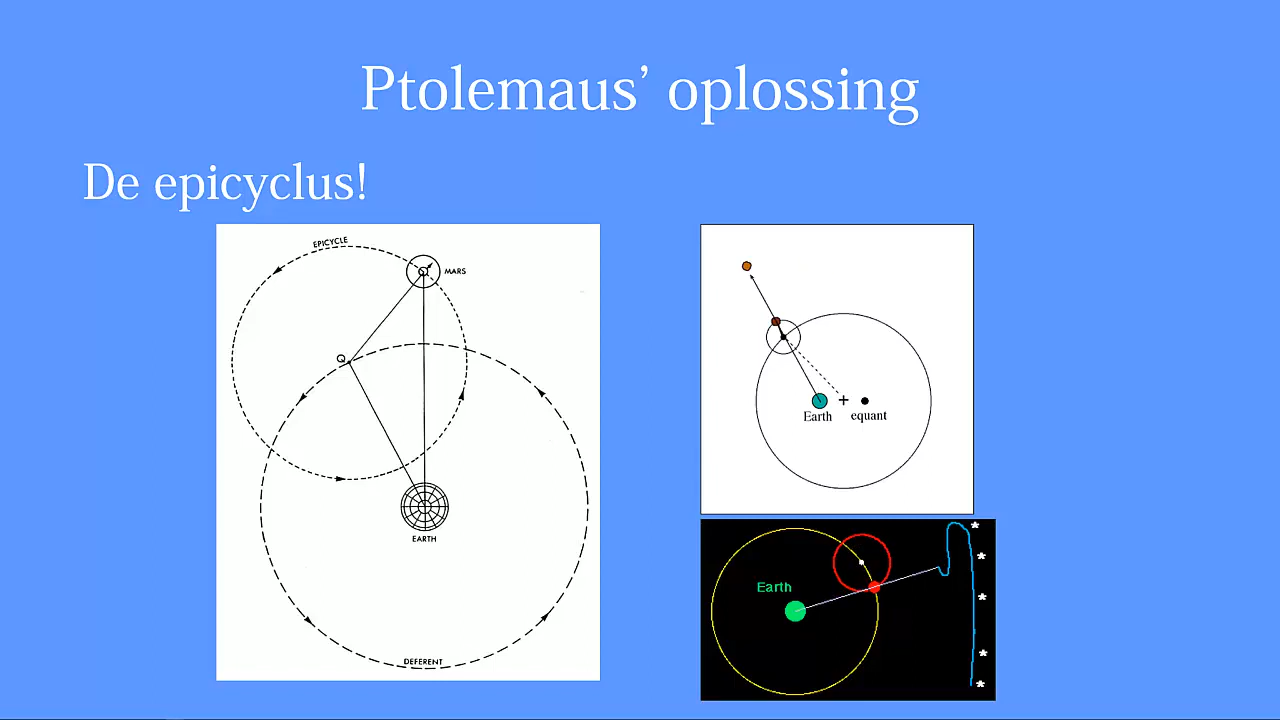 Ptolemaus’ oplossing
De epicyclus!
EPICYCLE
MARS
Q
EARTH
DEFERENT
Earth
+
equant
Earth
*
*
*
*
*